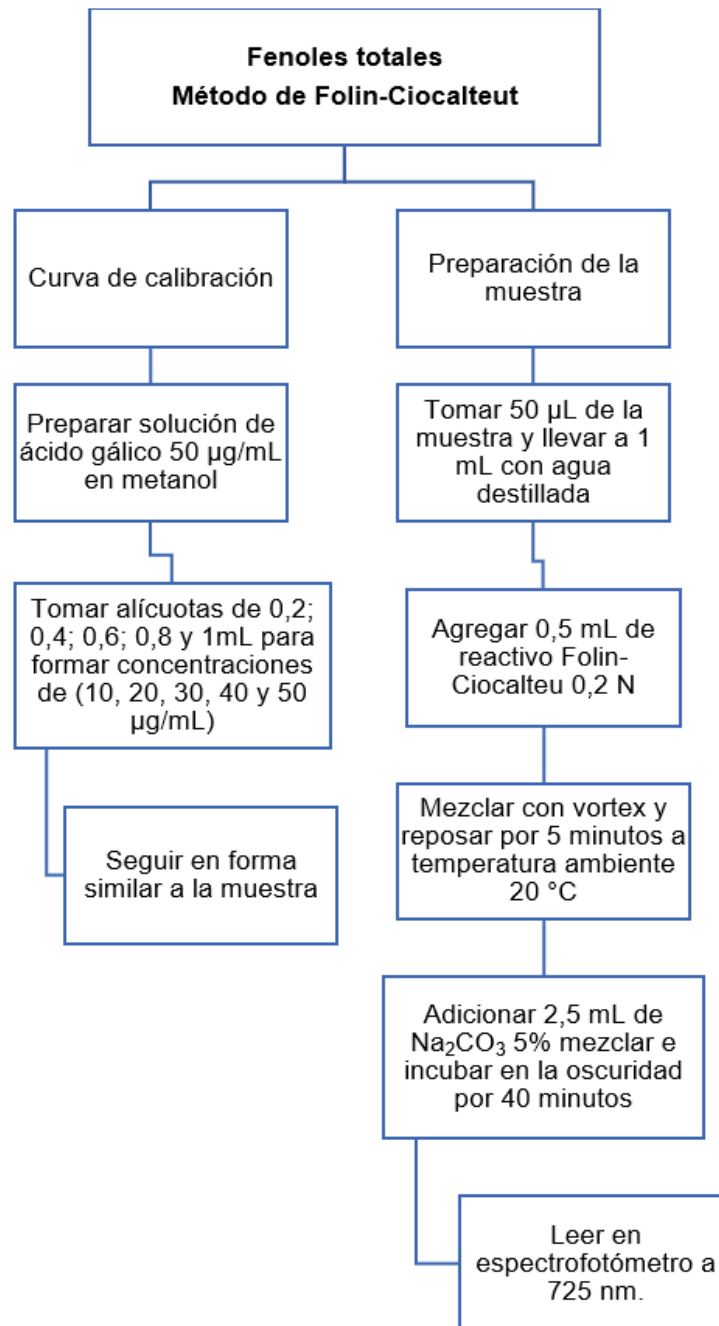 Fenoles totales
Método de Folin-Ciocalteut
Curva de calibración
Preparar solución de
ácido gálico 50 µg/mL
en metanol
Tomar alícuotas de 0,2;
0,4; 0,6; 0,8 y 1mL para
formar concentraciones
de (10, 20, 30, 40 y 50
µg/mL)
Seguir en forma
similar a la muestra
Preparación de la
muestra
Tomar 50 µL de la
muestra y llevar a 1
mL con agua
destillada
Agregar 0,5 mL de
reactivo Folin-
Ciocalteu 0,2 N
Mezclar con vortex y
reposar por 5 minutos a
temperatura ambiente
20 °C
Adicionar 2,5 mL de
Na₂CO₃ 5% mezclar e
incubar en la oscuridad
por 40 minutos
Leer en
espectrofotómetro a
725 nm.